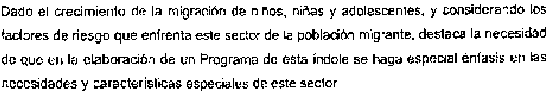 Dado el crecimiento de la migración de niños, niñas y adolescentes, y considerando los
factores de riesgo que enfrenta este sector de la población migrante, destaca la necesidad
de que en la elaboración de un Programa de esta índole se haga especial énfasis en las
necesidades y características especiales de este sector